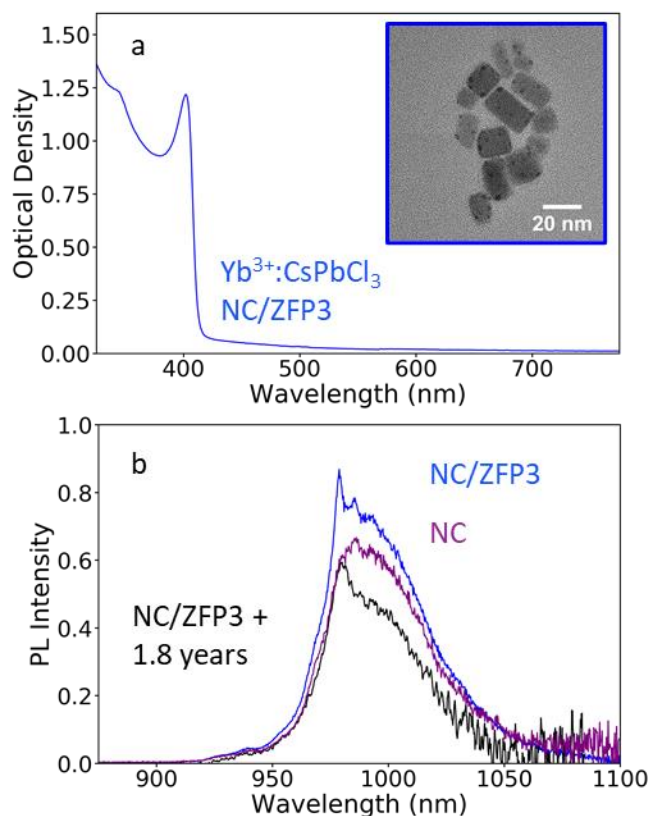 1.50
a
1.25
1.00
0.75
0.50
0.25
0.00
Optical Density
20 nm
Yb³⁺:CsPbCl₃
NC/ZFP3
400 500 600 700
Wavelength (nm)
1.0
b
0.8
0.6
0.4
0.2
0.0
PL Intensity
NC/ZFP3
NC
NC/ZFP3 +
1.8 years
900 950 1000 1050 1100
Wavelength (nm)